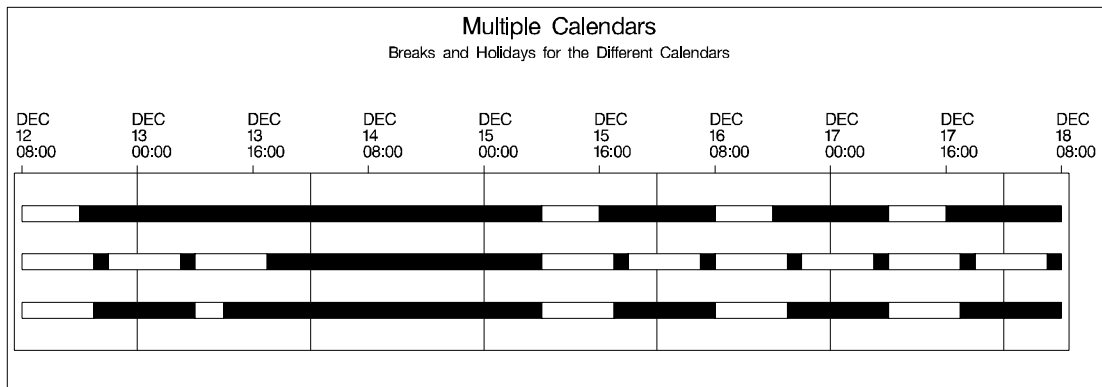 Multiple Calendars
Breaks and Holidays for the Different Calendars
DEC DEC DEC DEC DEC DEC DEC DEC DEC DEC
12 13 13 14 15 15 16 17 17 18
08:00 00:00 16:00 08:00 00:00 16:00 08:00 00:00 16:00 08:00